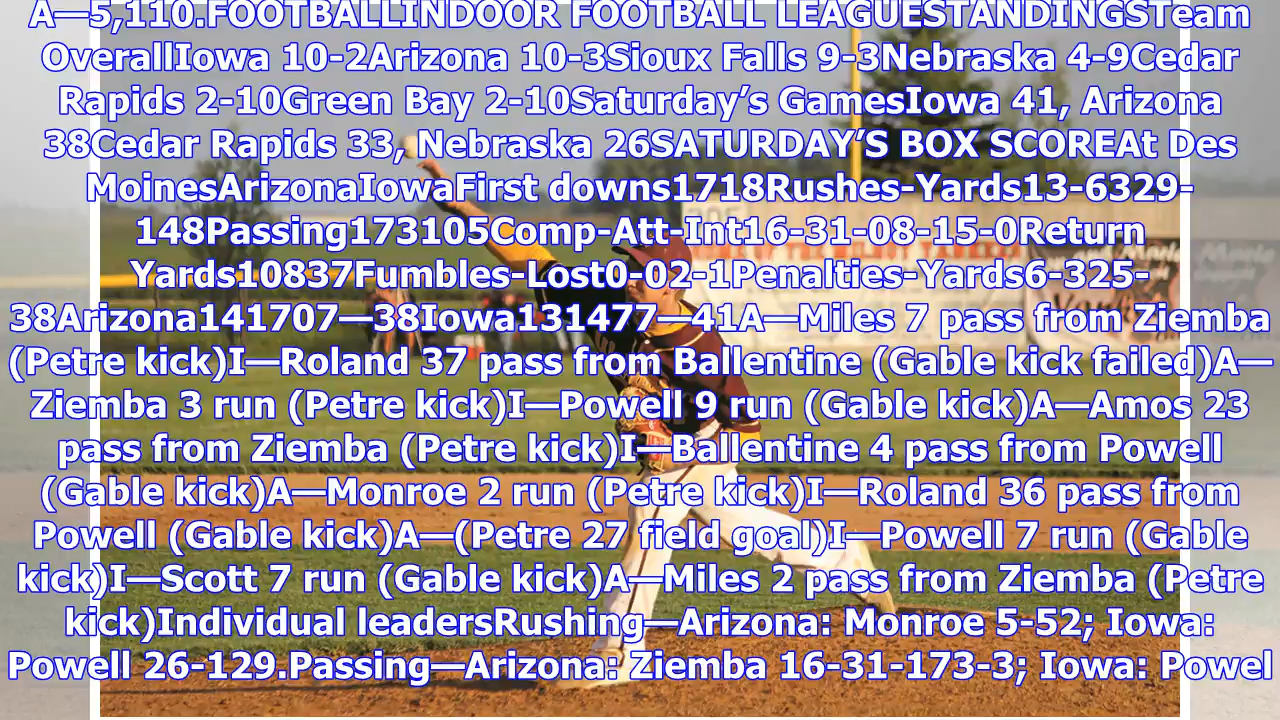 A—5,110.FOOTBALLINDOOR FOOTBALL LEAGUESTANDINGSTeam
OverallIowa 10-2Arizona 10-3Sioux Falls 9-3Nebraska 4-9Cedar
Rapids 2-10Green Bay 2-10Saturday’s GamesIowa 41, Arizona
38Cedar Rapids 33, Nebraska 26SATURDAY’S BOX SCOREAt Des
MoinesArizonaIowaFirst downs1718Rushes-Yards13-6329-
148Passing173105Comp-Att-Int16-31-08-15-0Return
Yards10837Fumbles-Lost0-02-1Penalties-Yards6-325-
38Arizona141707—38Iowa131477—41A—Miles 7 pass from Ziemba
(Petre kick)I—Roland 37 pass from Ballentine (Gable kick failed)A—
Ziemba 3 run (Petre kick)I—Powell 9 run (Gable kick)A—Amos 23
pass from Ziemba (Petre kick)I—Ballentine 4 pass from Powell
(Gable kick)A—Monroe 2 run (Petre kick)I—Roland 36 pass from
Powell (Gable kick)A—(Petre 27 field goal)I—Powell 7 run (Gable
kick)I—Scott 7 run (Gable kick)A—Miles 2 pass from Ziemba (Petre
kick)Individual leadersRushing—Arizona: Monroe 5-52; Iowa:
Powell 26-129.Passing—Arizona: Ziemba 16-31-173-3; Iowa: Powel